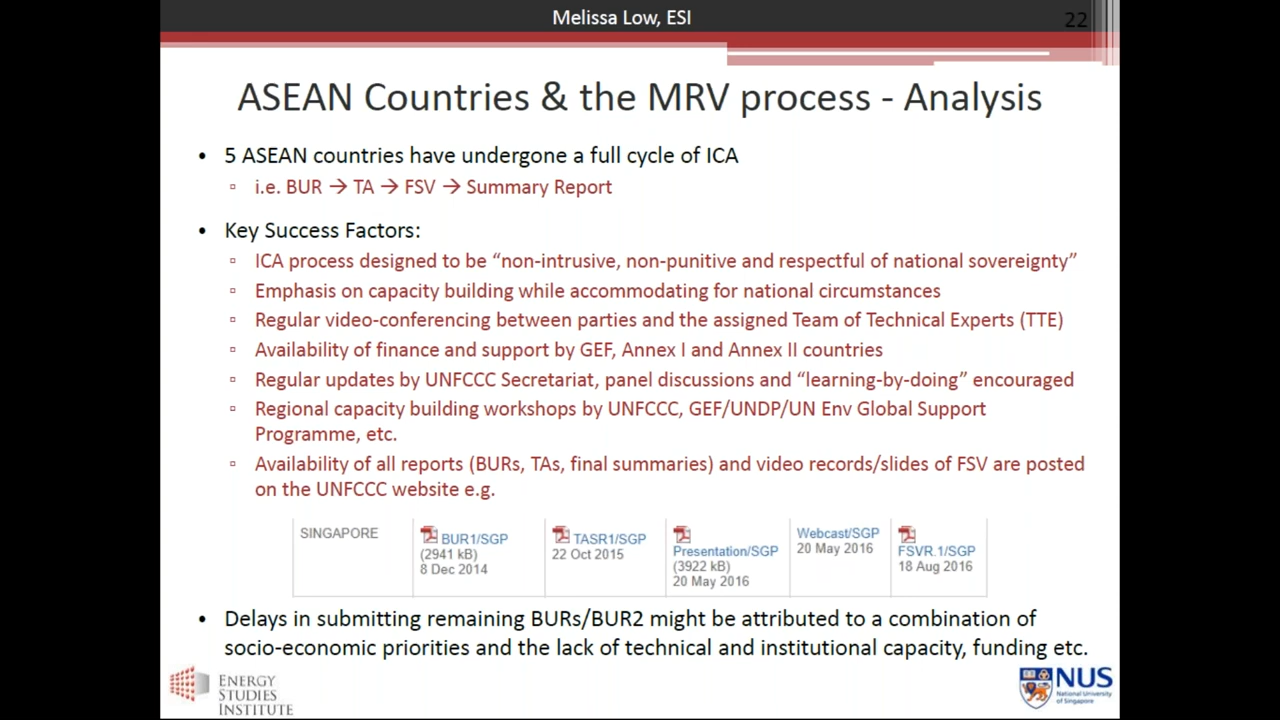 Melissa Low, ESI
22
ASEAN Countries & the MRV process - Analysis
• 5 ASEAN countries have undergone a full cycle of ICA
▫ i.e. BUR → TA → FSV → Summary Report
• Key Success Factors:
▫ ICA process designed to be “non-intrusive, non-punitive and respectful of national sovereignty”
▫ Emphasis on capacity building while accommodating for national circumstances
▫ Regular video-conferencing between parties and the assigned Team of Technical Experts (TTE)
▫ Availability of finance and support by GEF, Annex I and Annex II countries
▫ Regular updates by UNFCCC Secretariat, panel discussions and “learning-by-doing” encouraged
▫ Regional capacity building workshops by UNFCCC, GEF/UNDP/UN Env Global Support
Programme, etc.
▫ Availability of all reports (BURs, TAs, final summaries) and video records/slides of FSV are posted
on the UNFCCC website e.g.
SINGAPORE
BUR1/SGP
(2941 kB)
8 Dec 2014
TASR1/SGP
22 Oct 2015
Presentation/SGP
(3922 kB)
20 May 2016
Webcast/SGP
20 May 2016
FSVR.1/SGP
18 Aug 2016
• Delays in submitting remaining BURs/BUR2 might be attributed to a combination of
socio-economic priorities and the lack of technical and institutional capacity, funding etc.
ENERGY
STUDIES
INSTITUTE
NUS
National University
of Singapore